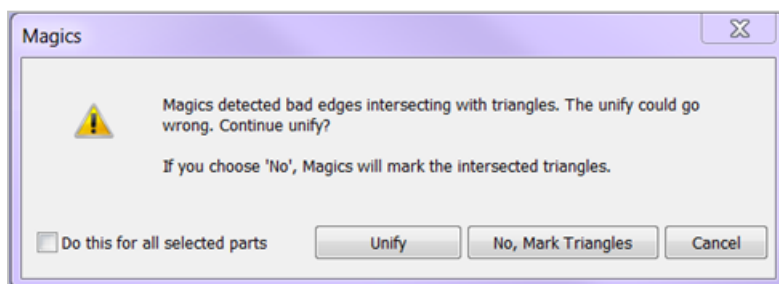 Magics
Magics detected bad edges intersecting with triangles. The unify could go
wrong. Continue unify?
If you choose 'No', Magics will mark the intersected triangles.
Do this for all selected parts
Unify
No, Mark Triangles
Cancel